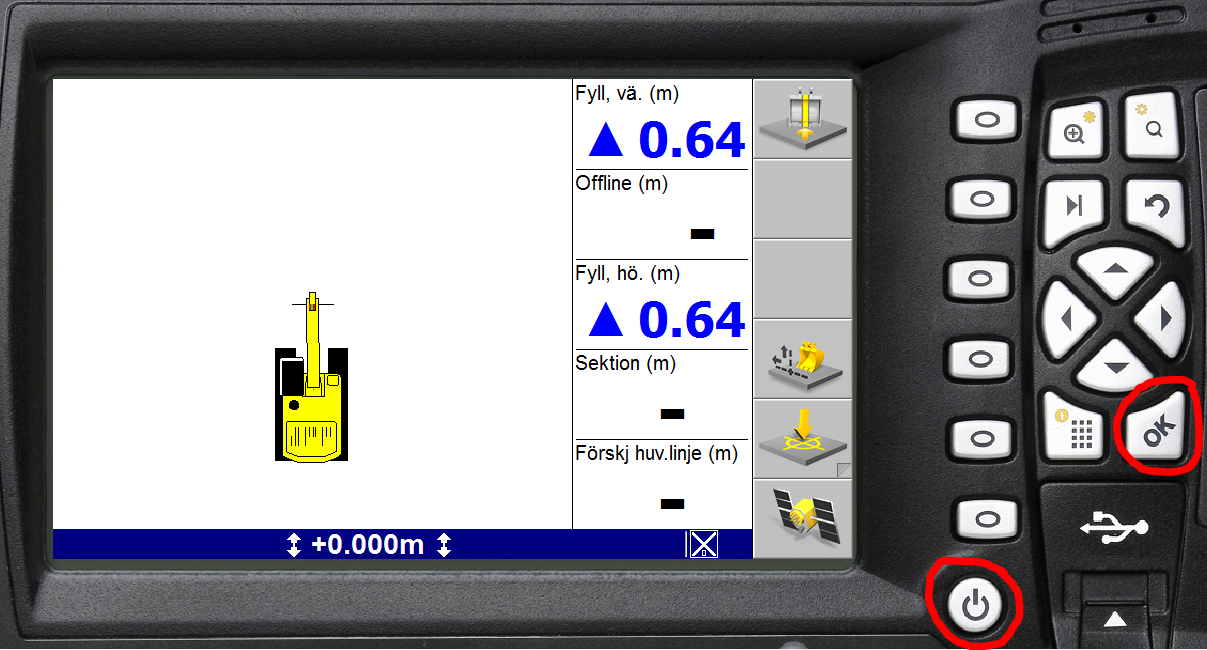 Fyll, vä. (m)
▲ 0.64
Offline (m)
-
Fyll, hö. (m)
▲ 0.64
Sektion (m)
-
Förskj huv.linje (m)
-
+0.000m
OK